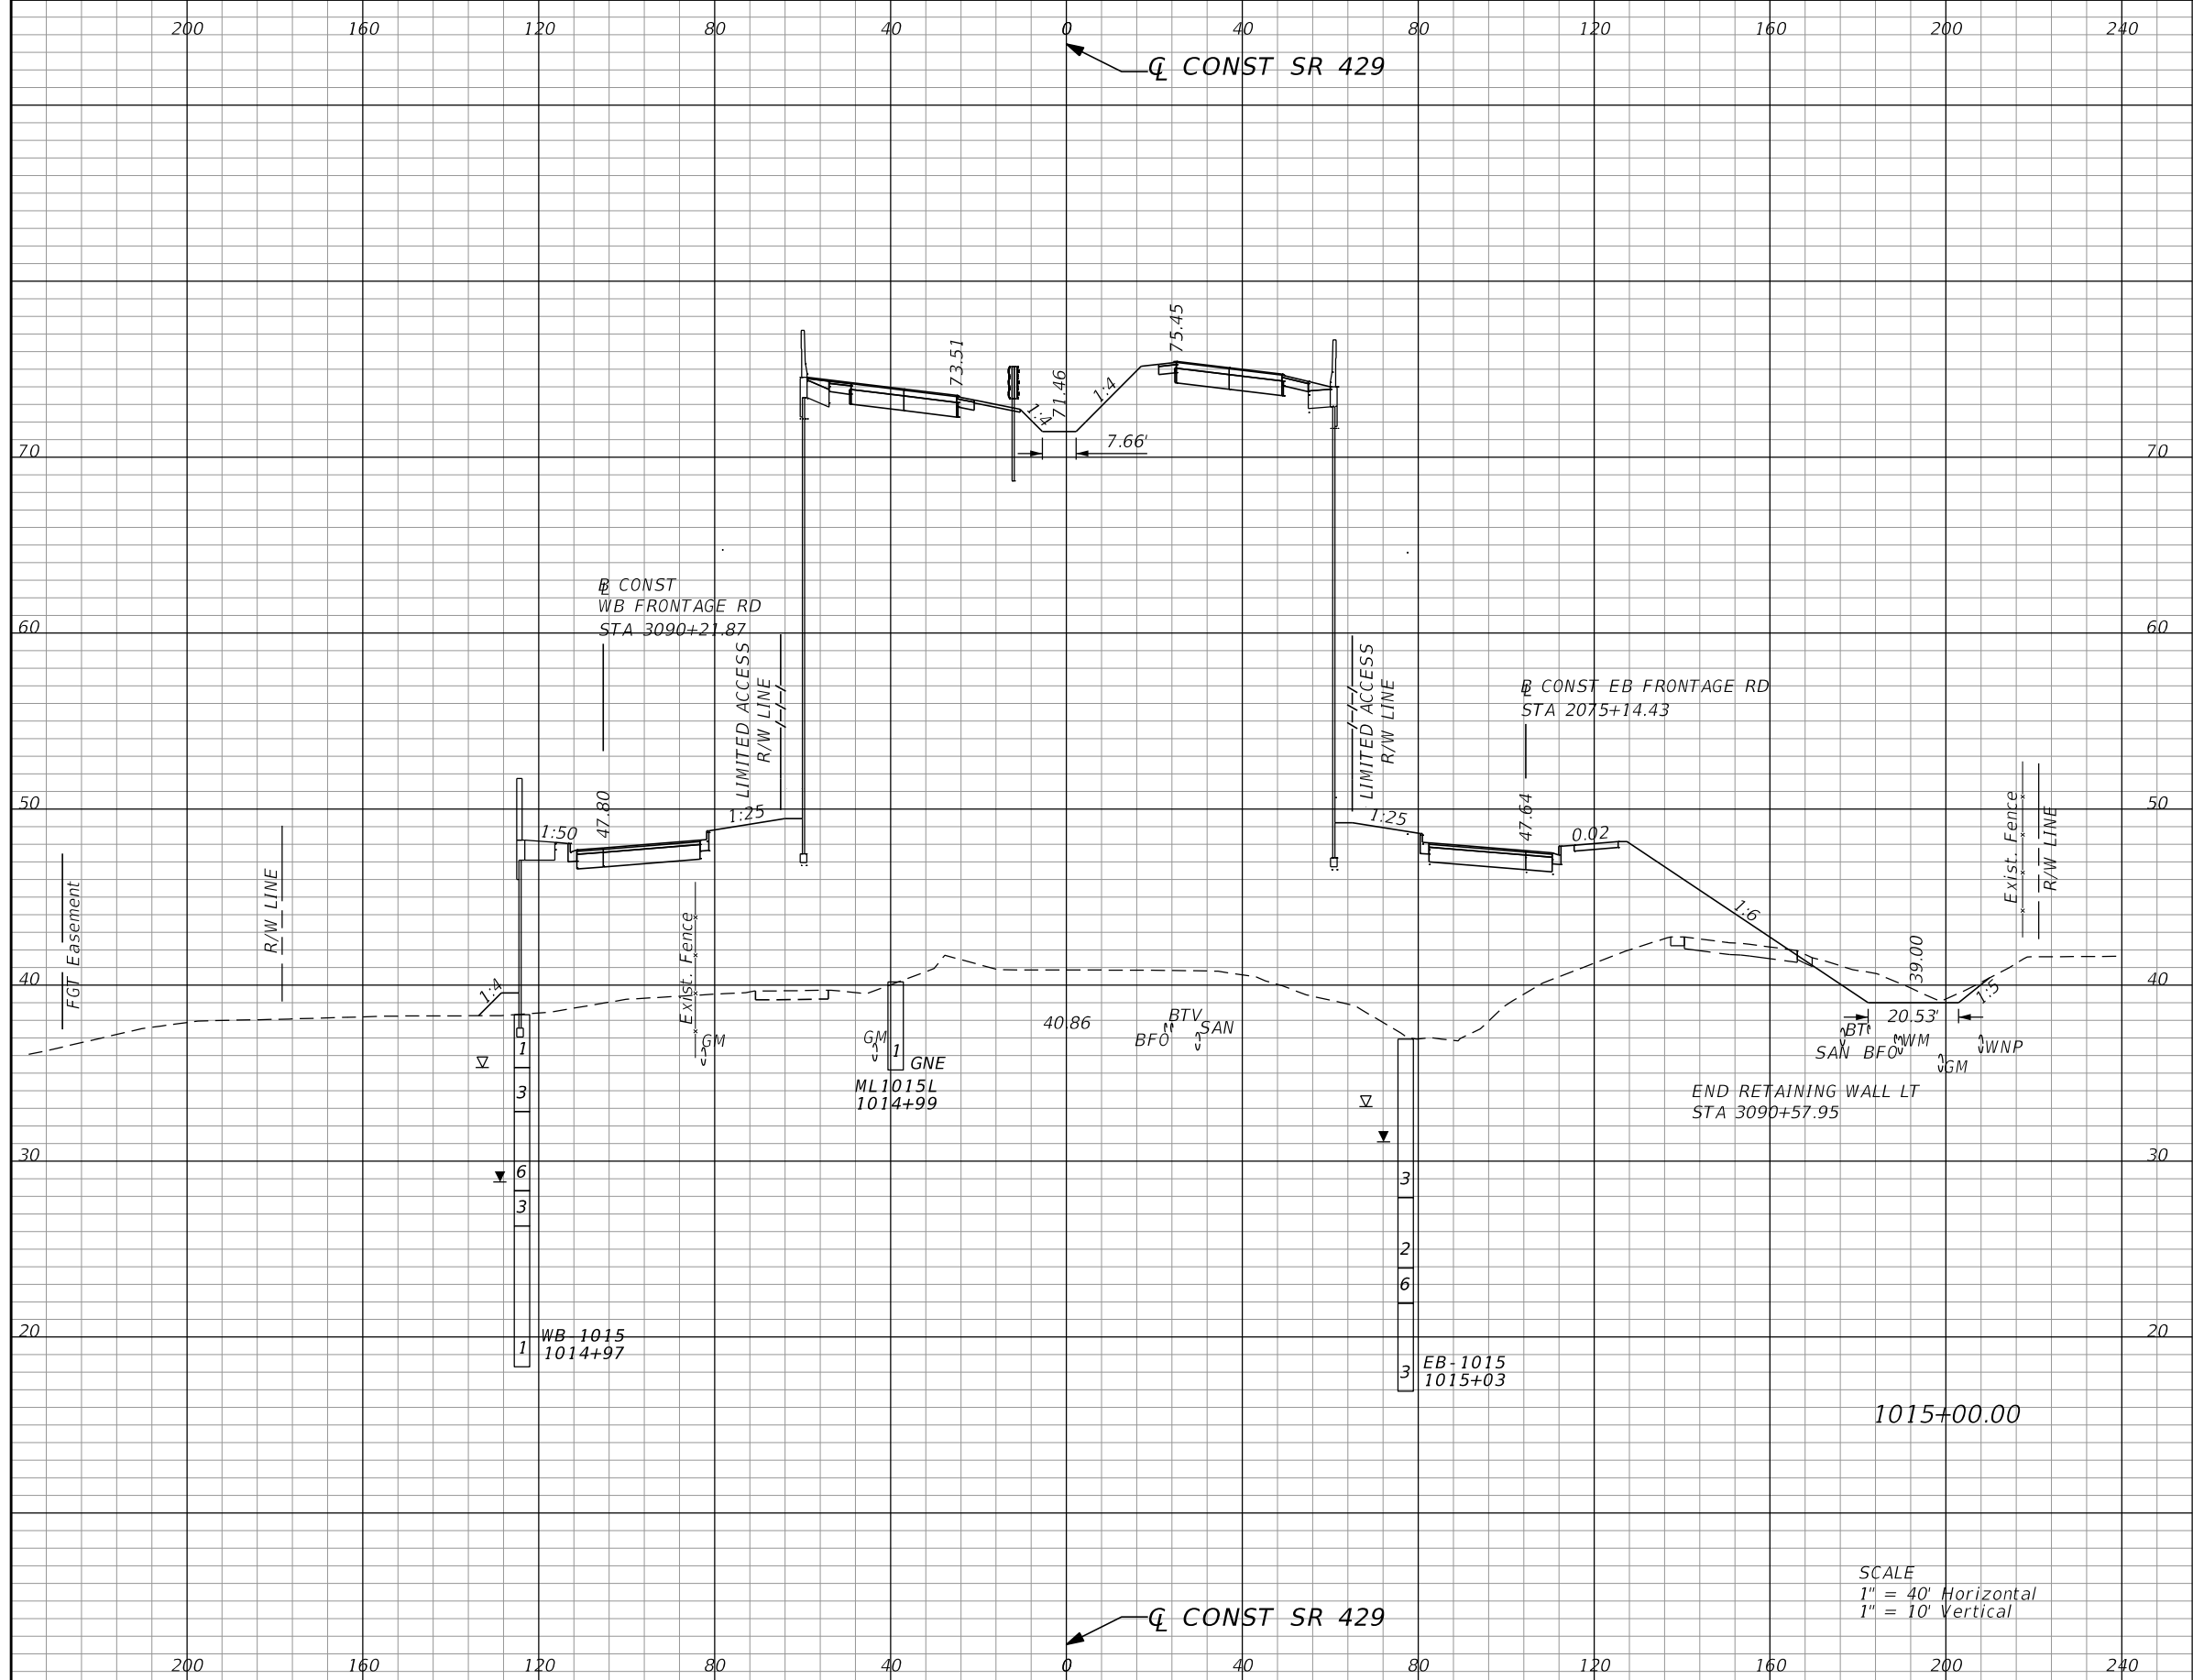 200 160 120 80 40 0 40 80 120 160 200 240
℄ CONST SR 429
75.45
73.51
71.46
1:4
1:4
7.66'
70 70
B CONST
WB FRONTAGE RD
STA 3090+21.87
60 60
LIMITED ACCESS
R/W LINE
LIMITED ACCESS
R/W LINE
B CONST EB FRONTAGE RD
STA 2075+14.43
50 50
1:50
47.80
1:25
1:25
47.64
0.02
Exist. Fence
R/W LINE
FGT Easement
R/W LINE
Exist. Fence
1:6
39.00
40 40
1:4
1:5
20.53'
40.86
BTV
SAN
BFO
GM
GM
1
GNE
ML1015L
1014+99
BT
SAN
BFO
WM
WNP
GM
END RETAINING WALL LT
STA 3090+57.95
1
3
6
3
1
30 30
3
2
6
3
20 20
WB 1015
1014+97
EB-1015
1015+03
1015+00.00
SCALE
1" = 40' Horizontal
1" = 10' Vertical
℄ CONST SR 429
200 160 120 80 40 0 40 80 120 160 200 240